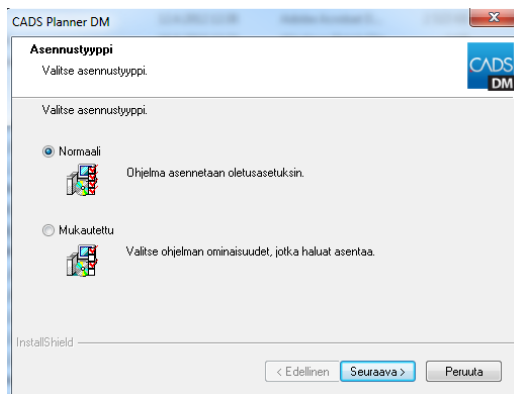 CADS Planner DM
Asennustyyppi
Valitse asennustyyppi.
CADS
DM
Valitse asennustyyppi.
Normaali
Ohjelma asennetaan oletusasetuksin.
Mukautettu
Valitse ohjelman ominaisuudet, jotka haluat asentaa.
InstallShield
< Edellinen Seuraava > Peruuta